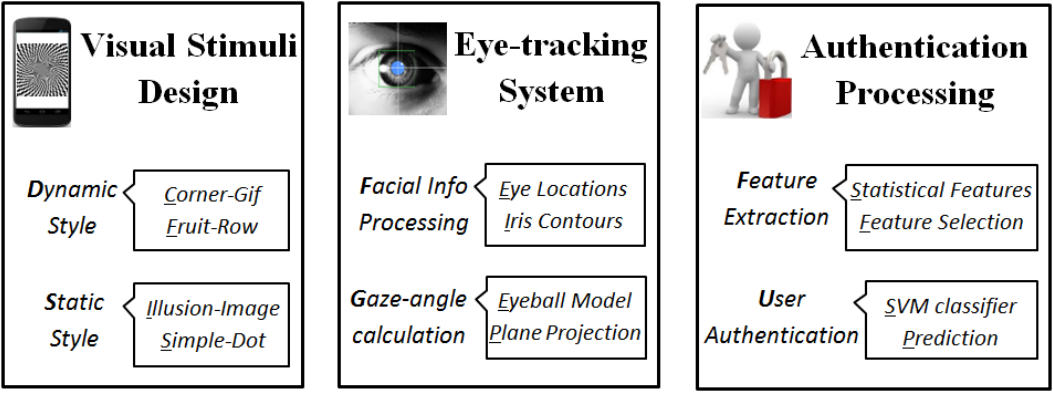 Visual Stimuli
Design
Dynamic
Style
Corner-Gif
Fruit-Row
Static
Style
Illusion-Image
Simple-Dot
Eye-tracking
System
Facial Info
Processing
Eye Locations
Iris Contours
Gaze-angle
calculation
Eyeball Model
Plane Projection
Authentication
Processing
Feature
Extraction
Statistical Features
Feature Selection
User
Authentication
SVM classifier
Prediction